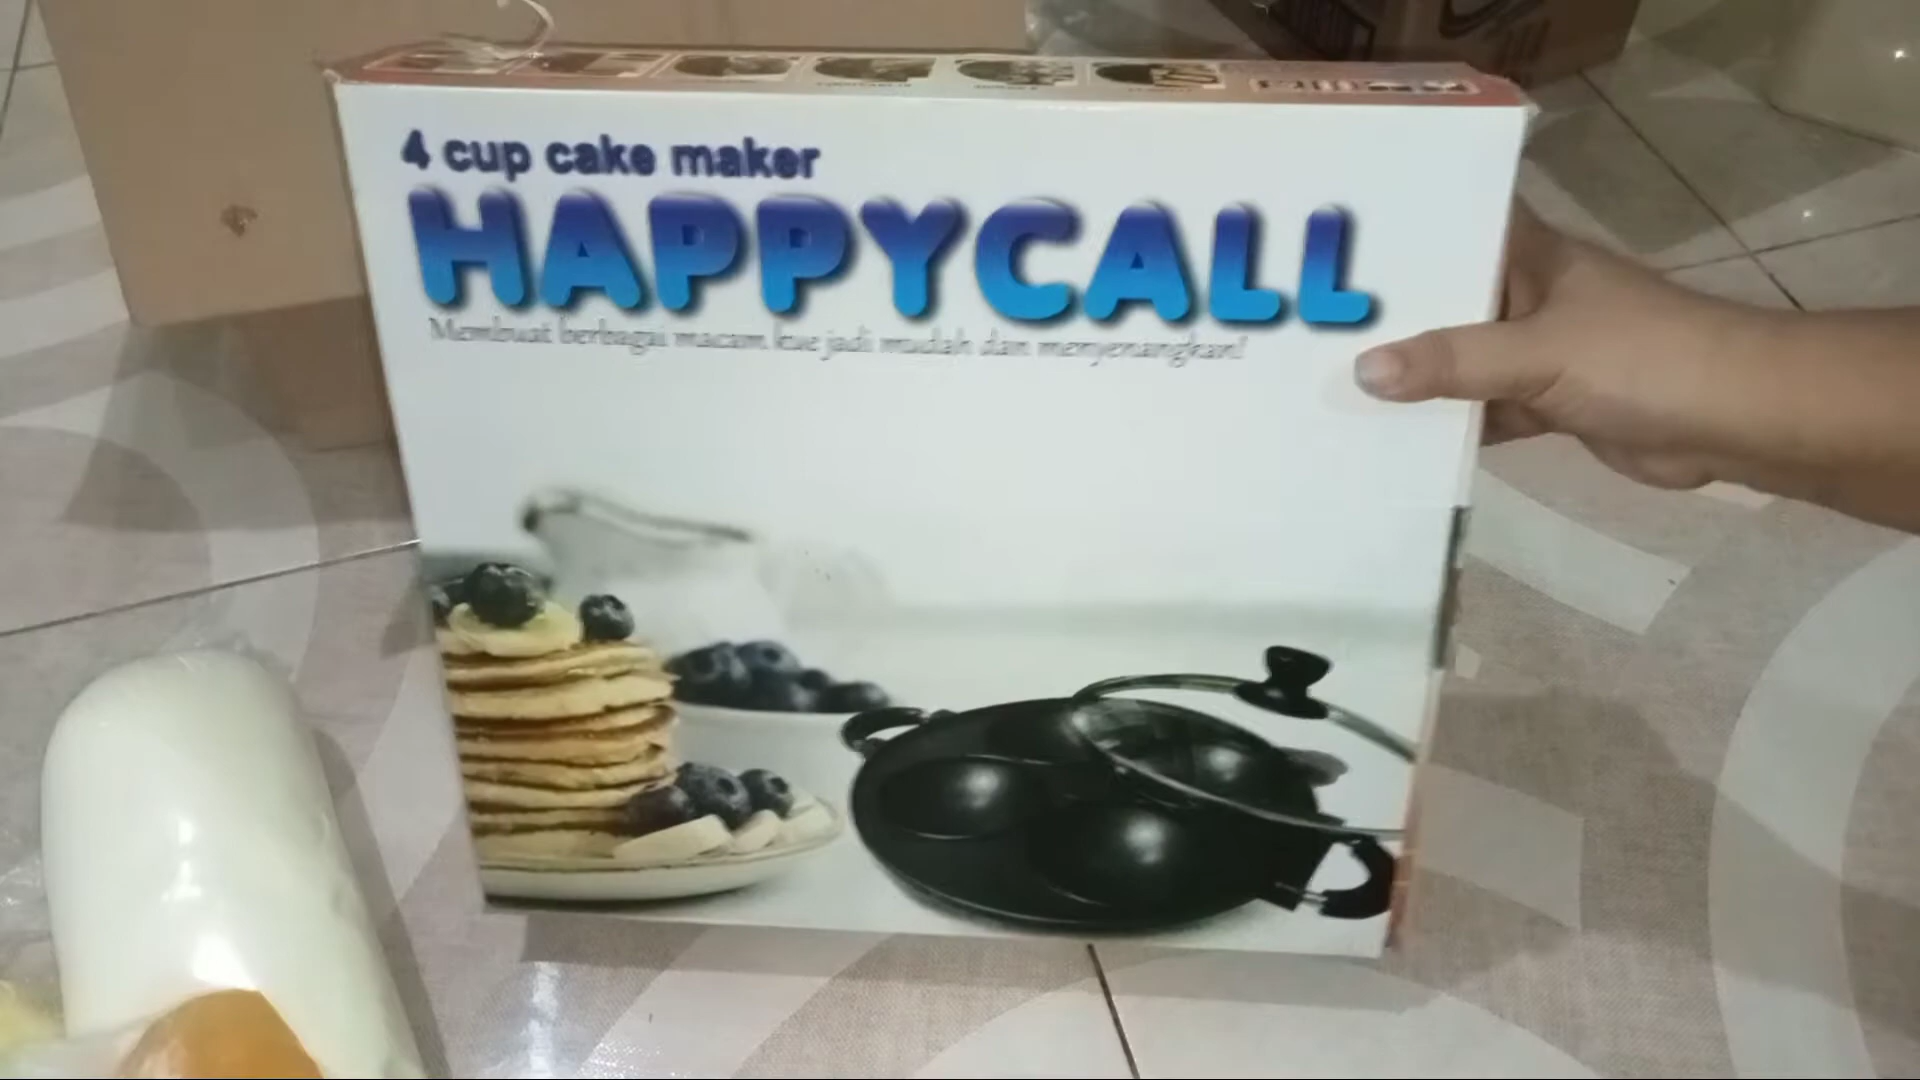 4 cup cake maker
HAPPYCALL
Membuat berbagai macam kue jadi mudah dan menyenangkan!